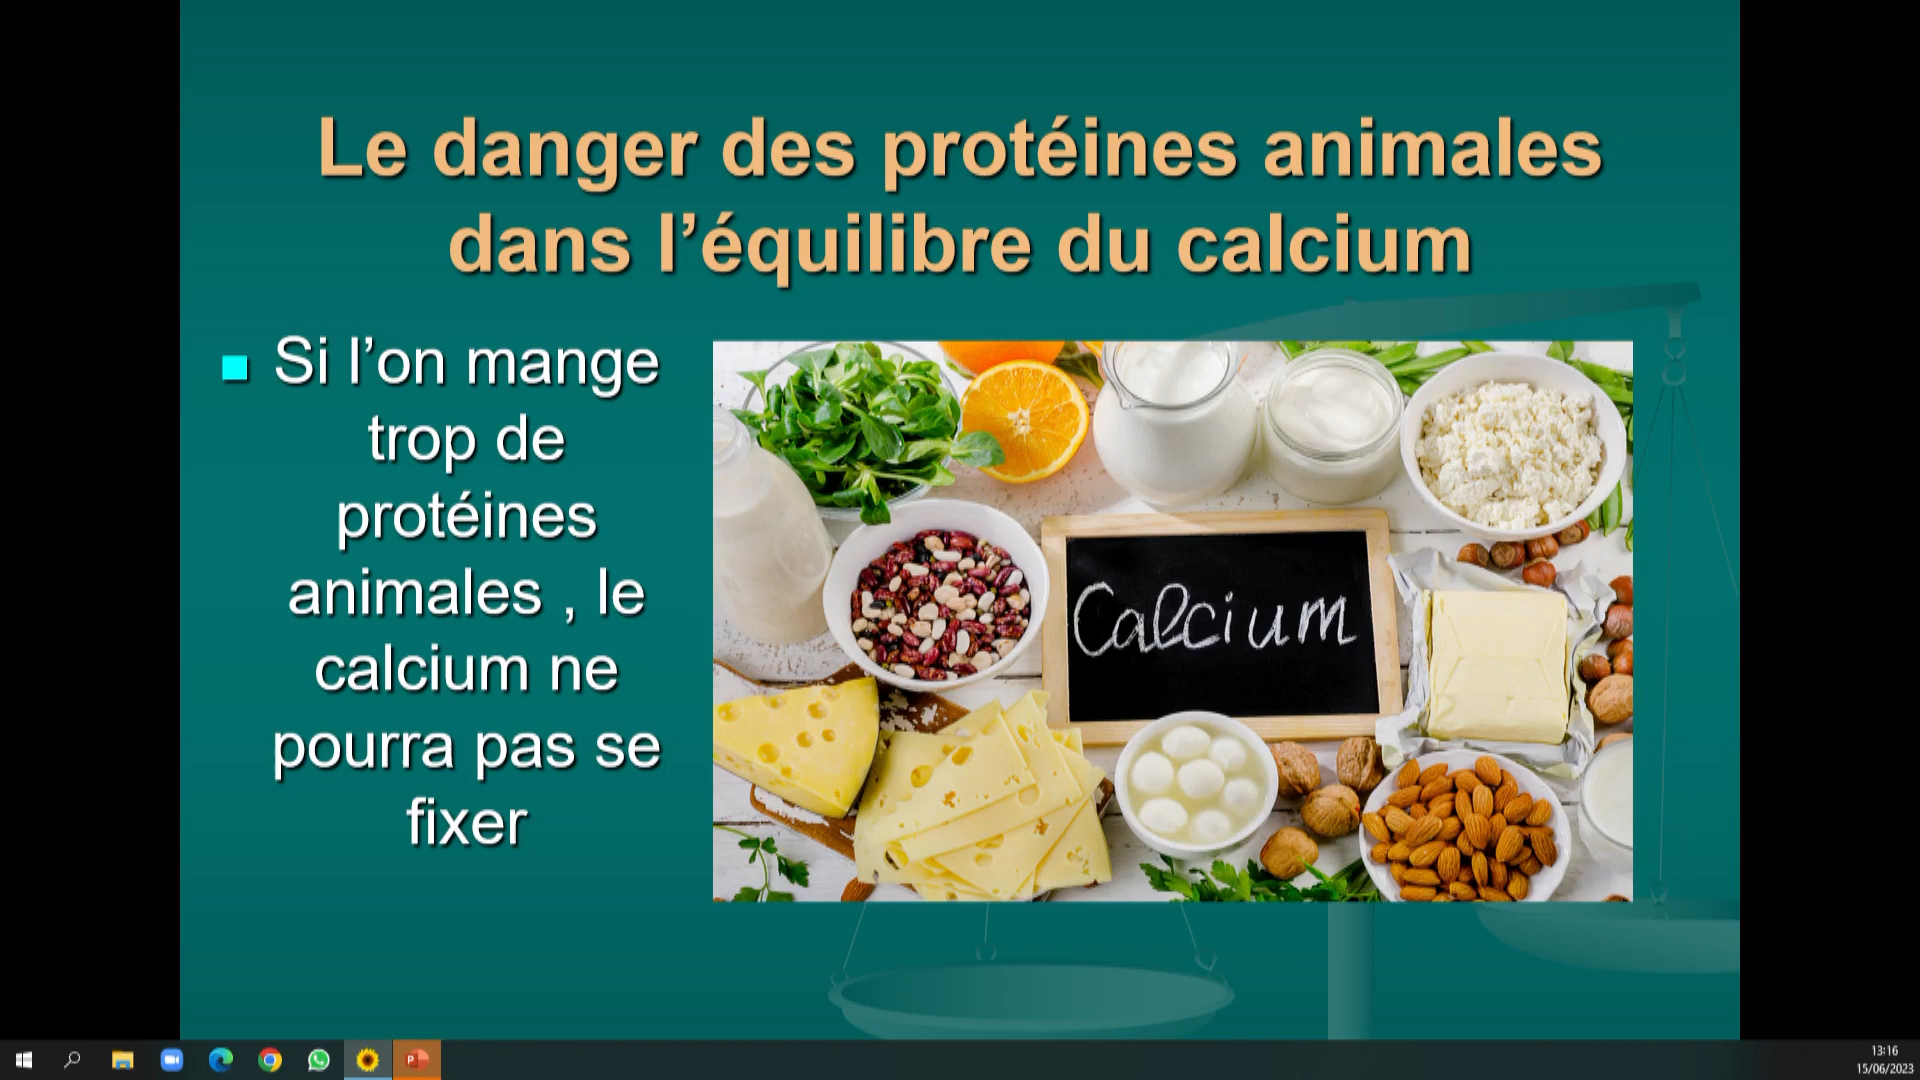 Le danger des protéines animales
dans l’équilibre du calcium
Si l’on mange
trop de
protéines
animales , le
calcium ne
pourra pas se
fixer
Calcium
13:16
15/06/2023